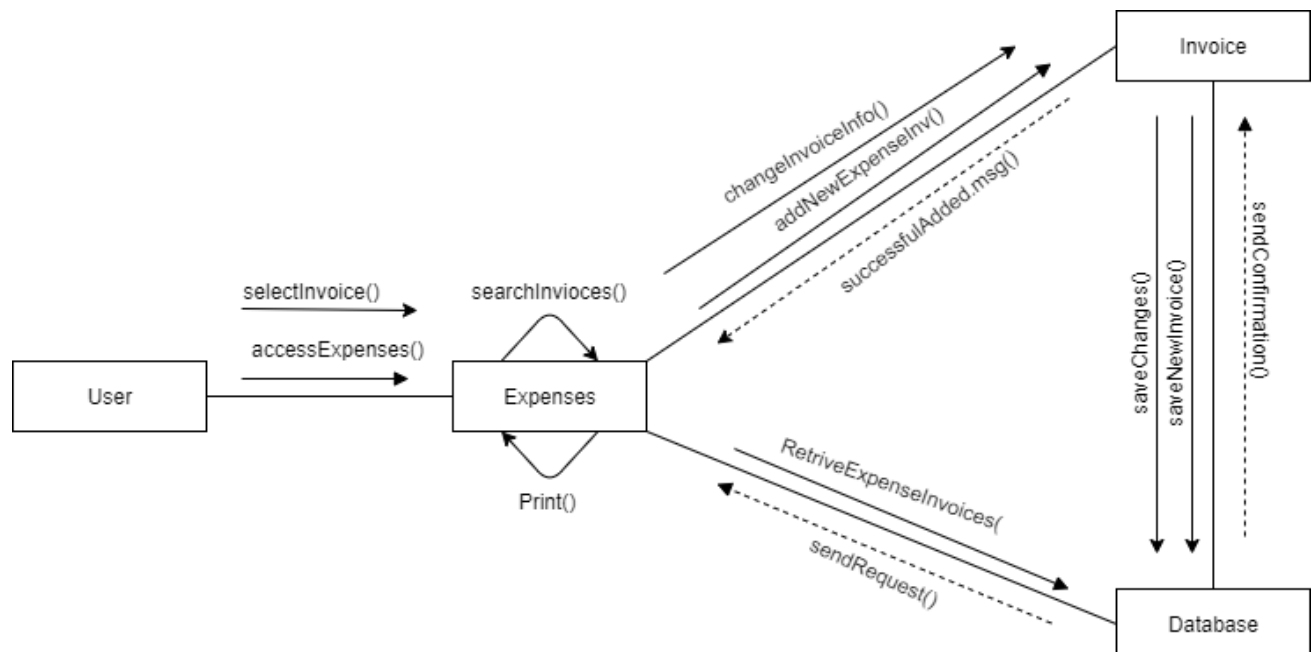 Invoice
changeInvoiceInfo()
addNewExpenseInv()
successfulAdded.msg()
selectInvoice()
searchInvioces()
accessExpenses()
User
Expenses
Print()
RetriveExpenseInvoices(
sendRequest()
saveChanges()
saveNewInvoice()
sendConfirmation()
Database